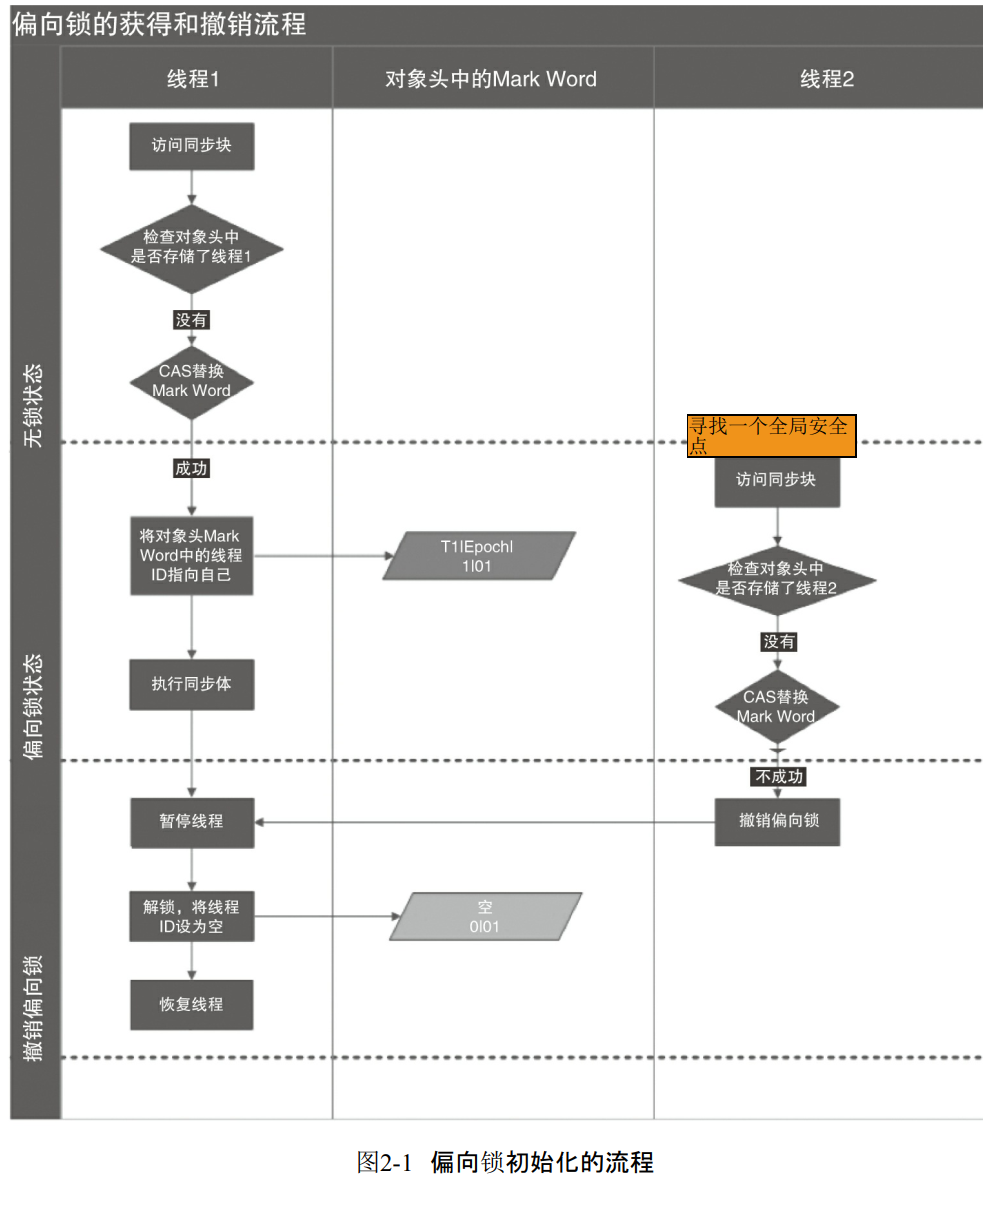 偏向锁的获得和撤销流程
线程1
对象头中的Mark Word
线程2
无锁状态
访问同步块
检查对象头中
是否存储了线程1
没有
CAS替换
Mark Word
偏向锁状态
成功
将对象头Mark
Word中的线程
ID指向自己
T1|Epoch|
1|01
执行同步体
寻找一个全局安全
点
访问同步块
检查对象头中
是否存储了线程2
没有
CAS替换
Mark Word
撤销偏向锁
不成功
撤销偏向锁
暂停线程
解锁，将线程
ID设为空
空
0|01
恢复线程
图2-1 偏向锁初始化的流程